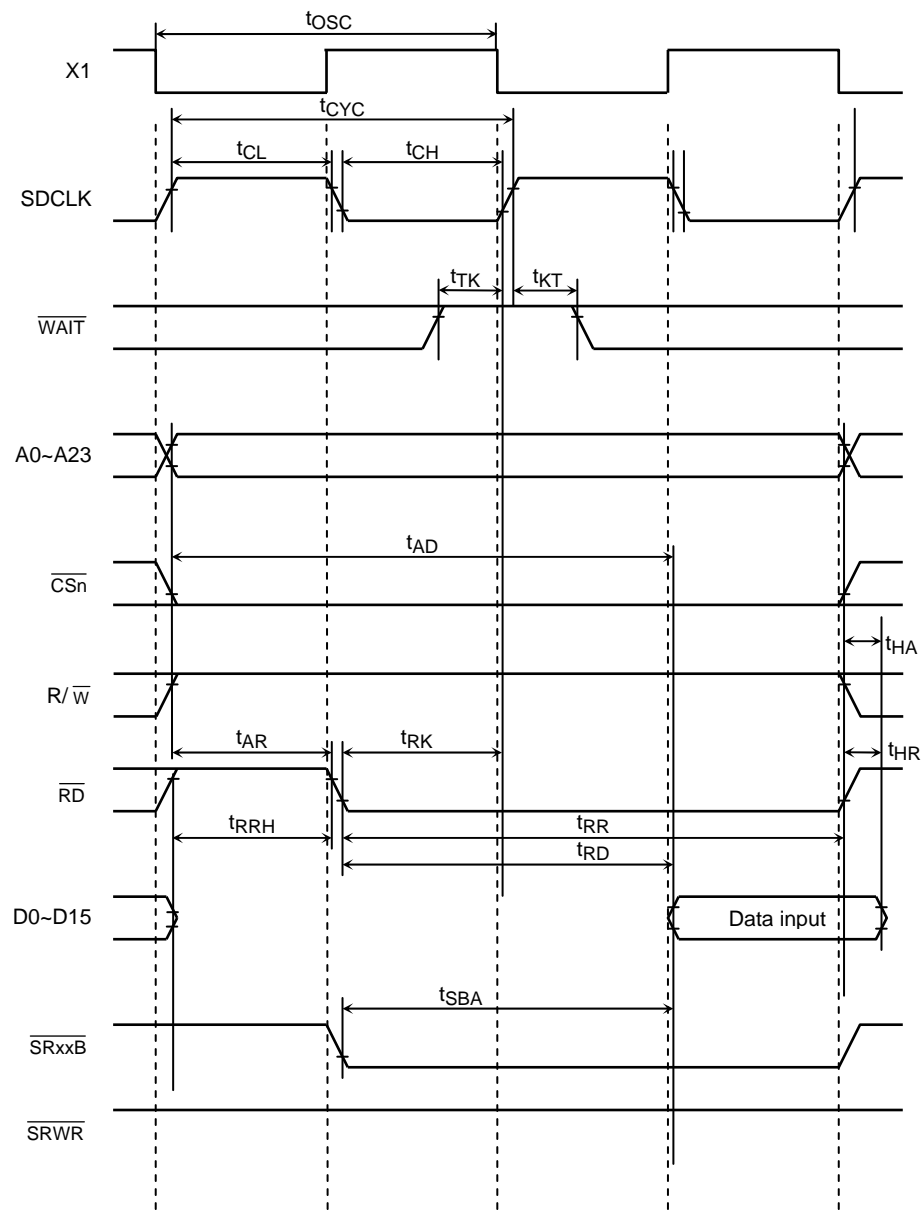 tOSC
X1
tCYC
tCL tCH
SDCLK
tTK tKT
WAIT
A0~A23
tAD
CSn
tHA
R/ W
tAR tRK tHR
RD
tRRH tRR
tRD
D0~D15 Data input
tSBA
SRxxB
SRWR